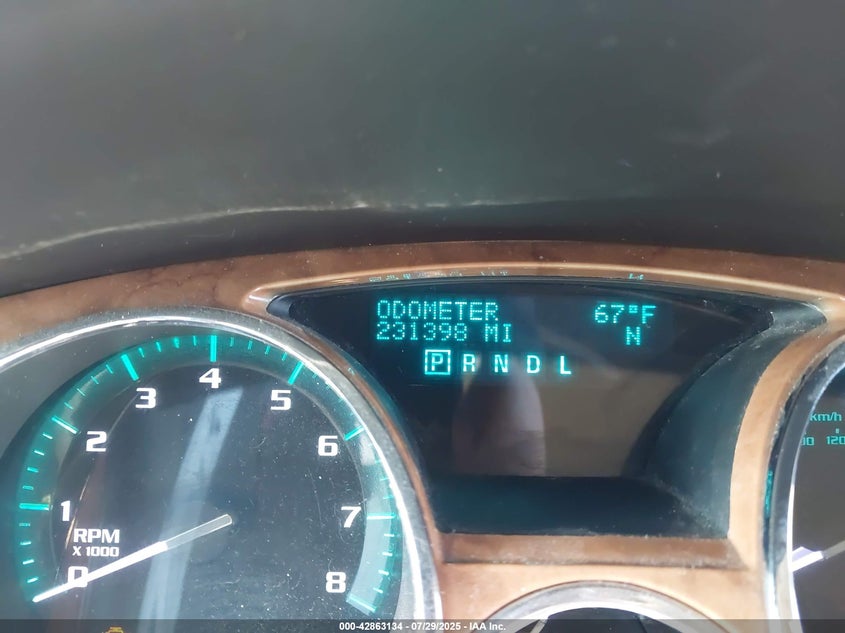 ODOMETER 67°F
231398 MI N
P R N D L
4
3 5
2 6
1 7
RPM
X 1000
0 8
km/h
120
000-42863134 - 07/29/2025 - IAA Inc.